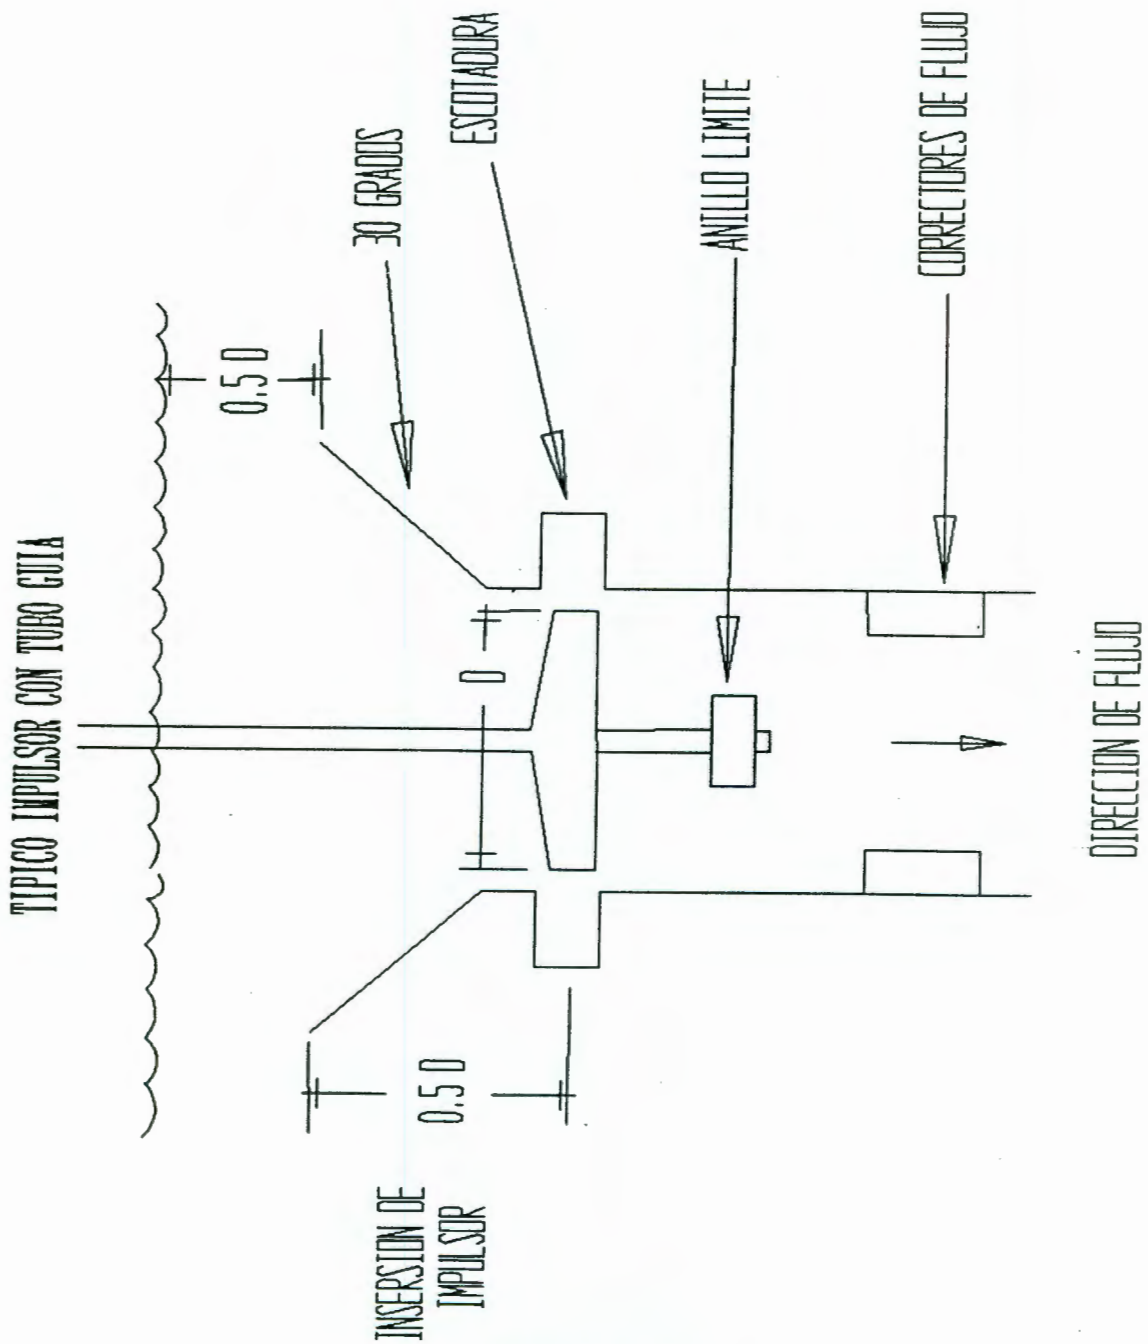 TIPICO IMPULSOR CON TUBO GUIA
0.5 D
30 GRADOS
ESCOTADURA
D
INSERSION DE
IMPULSOR
0.5 D
ANILLO LIMITE
CORRECTORES DE FLUJO
DIRECCION DE FLUJO